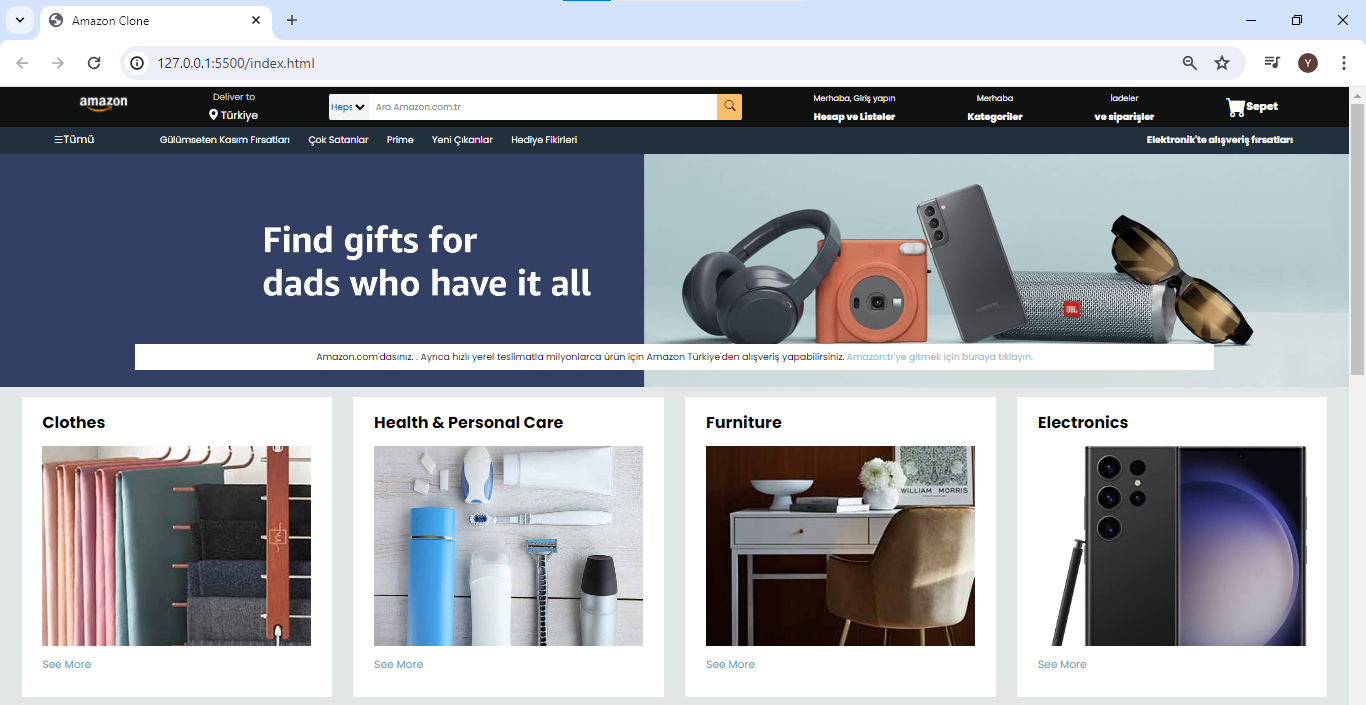 Amazon Clone
127.0.0.1:5500/index.html
Y
amazon
Deliver to
Türkiye
Heps
Ara Amazon.com.tr
Merhaba, Giriş yapın
Hesap ve Listeler
Merhaba
Kategoriler
İadeler
ve siparişler
Sepet
☰Tümü
Gülümseten Kasım Fırsatları
Çok Satanlar
Prime
Yeni Çıkanlar
Hediye Fikirleri
Elektronik'te alışveriş fırsatları
Find gifts for
dads who have it all
SAMSUNG
JBL
Amazon.com'dasınız. . Ayrıca hızlı yerel teslimatla milyonlarca ürün için Amazon Türkiye'den alışveriş yapabilirsiniz. Amazon.tr'ye gitmek için buraya tıklayın.
Clothes
Health & Personal Care
Furniture
Electronics
WILLIAM MORRIS
See More
See More
See More
See More